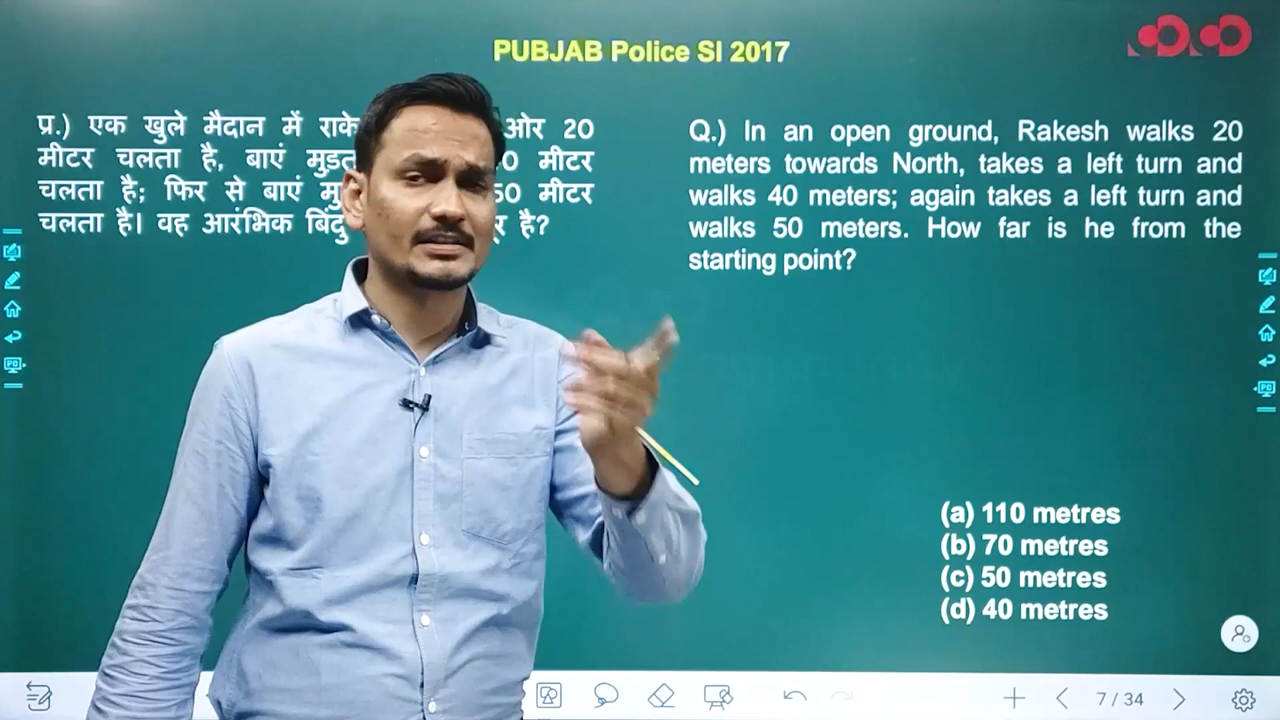 PUBJAB Police SI 2017
प्र.) एक खुले मैदान में ओर 20
मीटर चलता है, बाएं मीटर
चलता है; फिर से बाएं 50 मीटर
चलता है। वह आरंभिक है?
Q.) In an open ground, Rakesh walks 20
meters towards North, takes a left turn and
walks 40 meters; again takes a left turn and
walks 50 meters. How far is he from the
starting point?
(a) 110 metres
(b) 70 metres
(c) 50 metres
(d) 40 metres
7 / 34